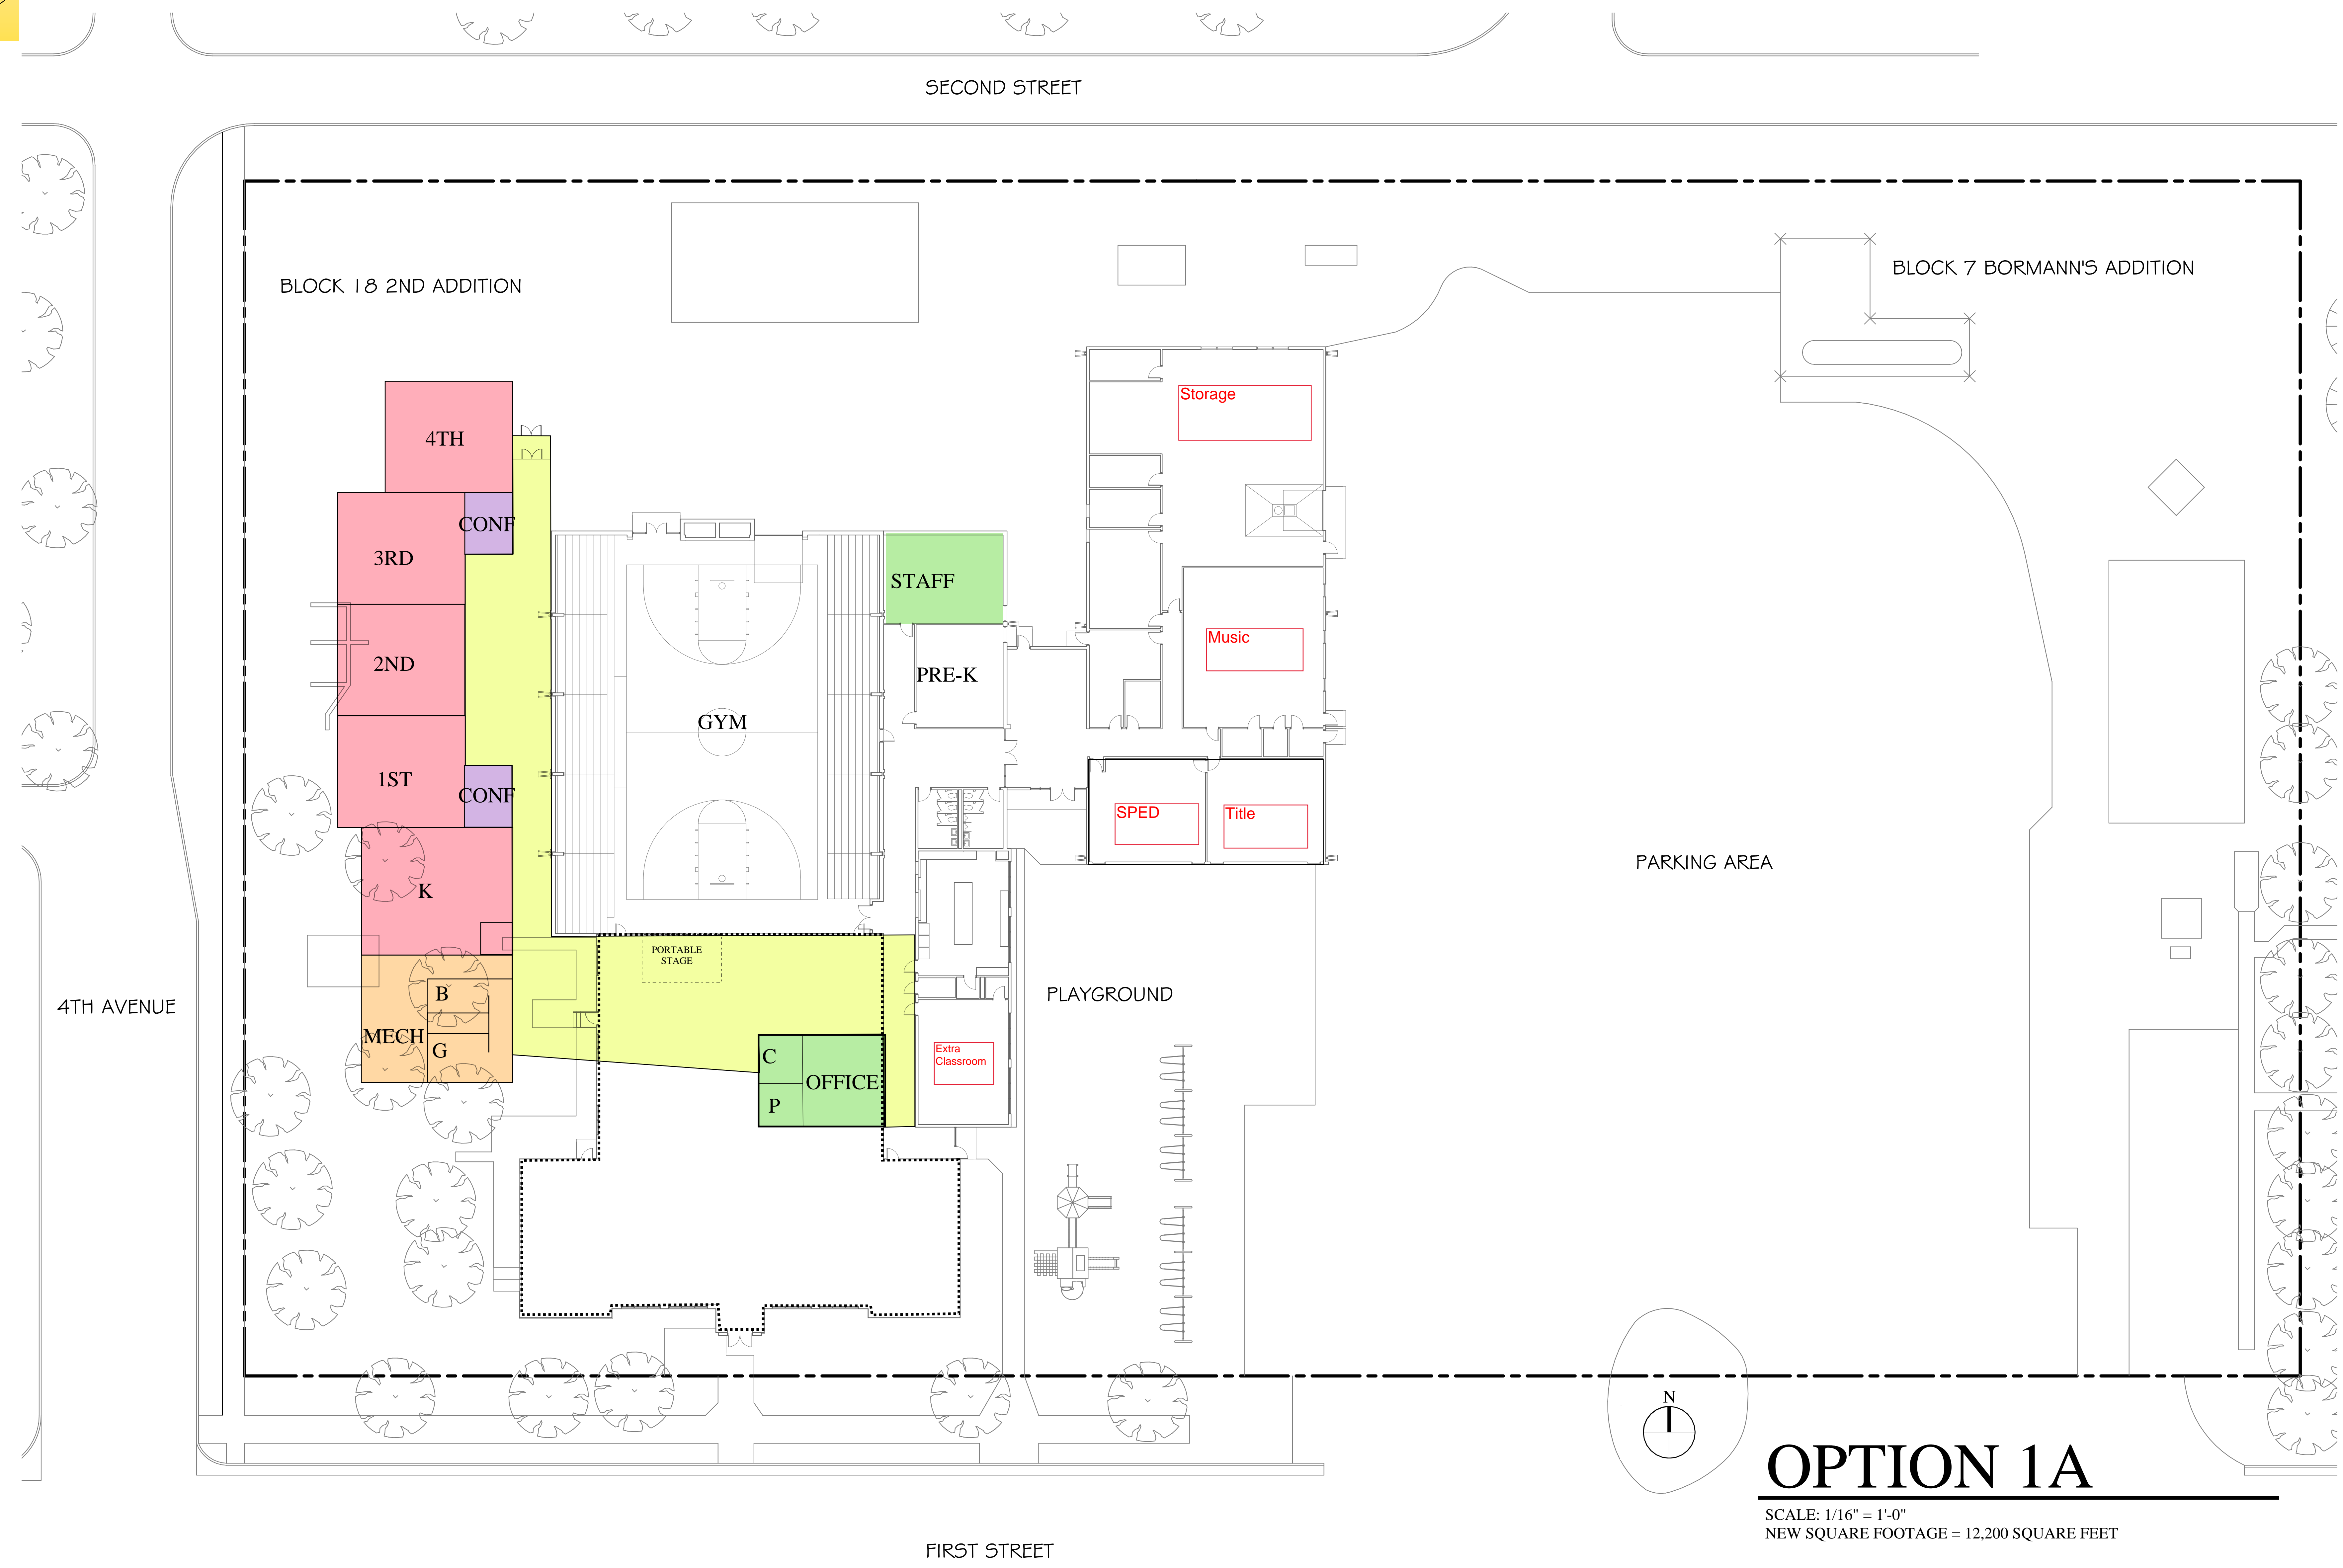 SECOND STREET
BLOCK 18 2ND ADDITION
BLOCK 7 BORMANN'S ADDITION
Storage
4TH
CONF
3RD
STAFF
Music
2ND
PRE-K
GYM
1ST
CONF
SPED
Title
PARKING AREA
K
PORTABLE
STAGE
B
4TH AVENUE
PLAYGROUND
MECH
G
C
OFFICE
P
Extra
Classroom
N
OPTION 1A
SCALE: 1/16" = 1'-0"
NEW SQUARE FOOTAGE = 12,200 SQUARE FEET
FIRST STREET